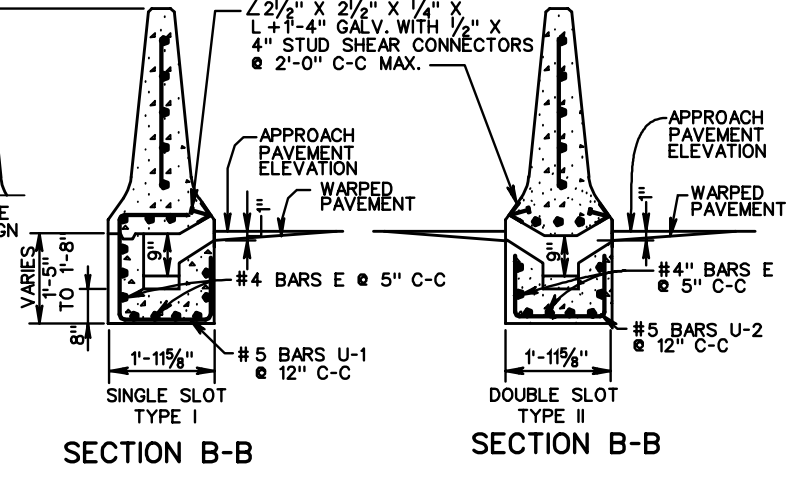 ∠2½" X 2½" X ¼" X
L+1'-4" GALV. WITH ½" X
4" STUD SHEAR CONNECTORS
@ 2'-0" C-C MAX.
APPROACH
PAVEMENT
ELEVATION
WARPED
PAVEMENT
1"
9"
VARIES
1'-5"
TO 1'-8"
8"
#4 BARS E @ 5" C-C
#5 BARS U-1
@ 12" C-C
1'-11⅝"
SINGLE SLOT
TYPE I
SECTION B-B
APPROACH
PAVEMENT
ELEVATION
1"
WARPED
PAVEMENT
9"
#4" BARS E
@ 5" C-C
#5 BARS U-2
@ 12" C-C
1'-11⅝"
DOUBLE SLOT
TYPE II
SECTION B-B